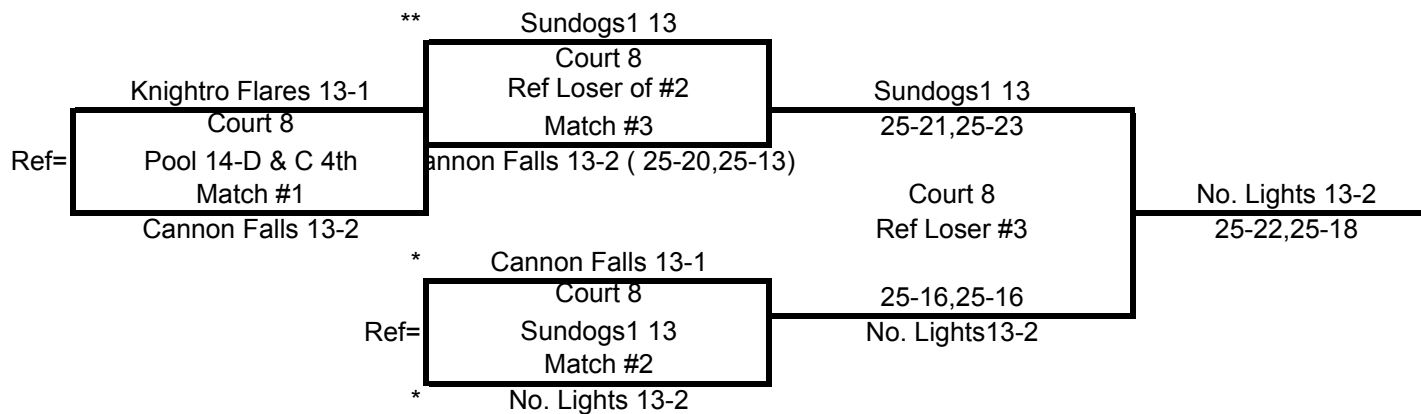 ** Sundogs1 13
Court 8
Knightro Flares 13-1 Ref Loser of #2 Sundogs1 13
Court 8 Match #3 25-21,25-23
Ref= Pool 14-D & C 4th annon Falls 13-2 ( 25-20,25-13)
Match #1 Court 8 No. Lights 13-2
Cannon Falls 13-2 Ref Loser #3 25-22,25-18
* Cannon Falls 13-1
Court 8 25-16,25-16
Ref= Sundogs1 13 No. Lights13-2
Match #2
* No. Lights 13-2